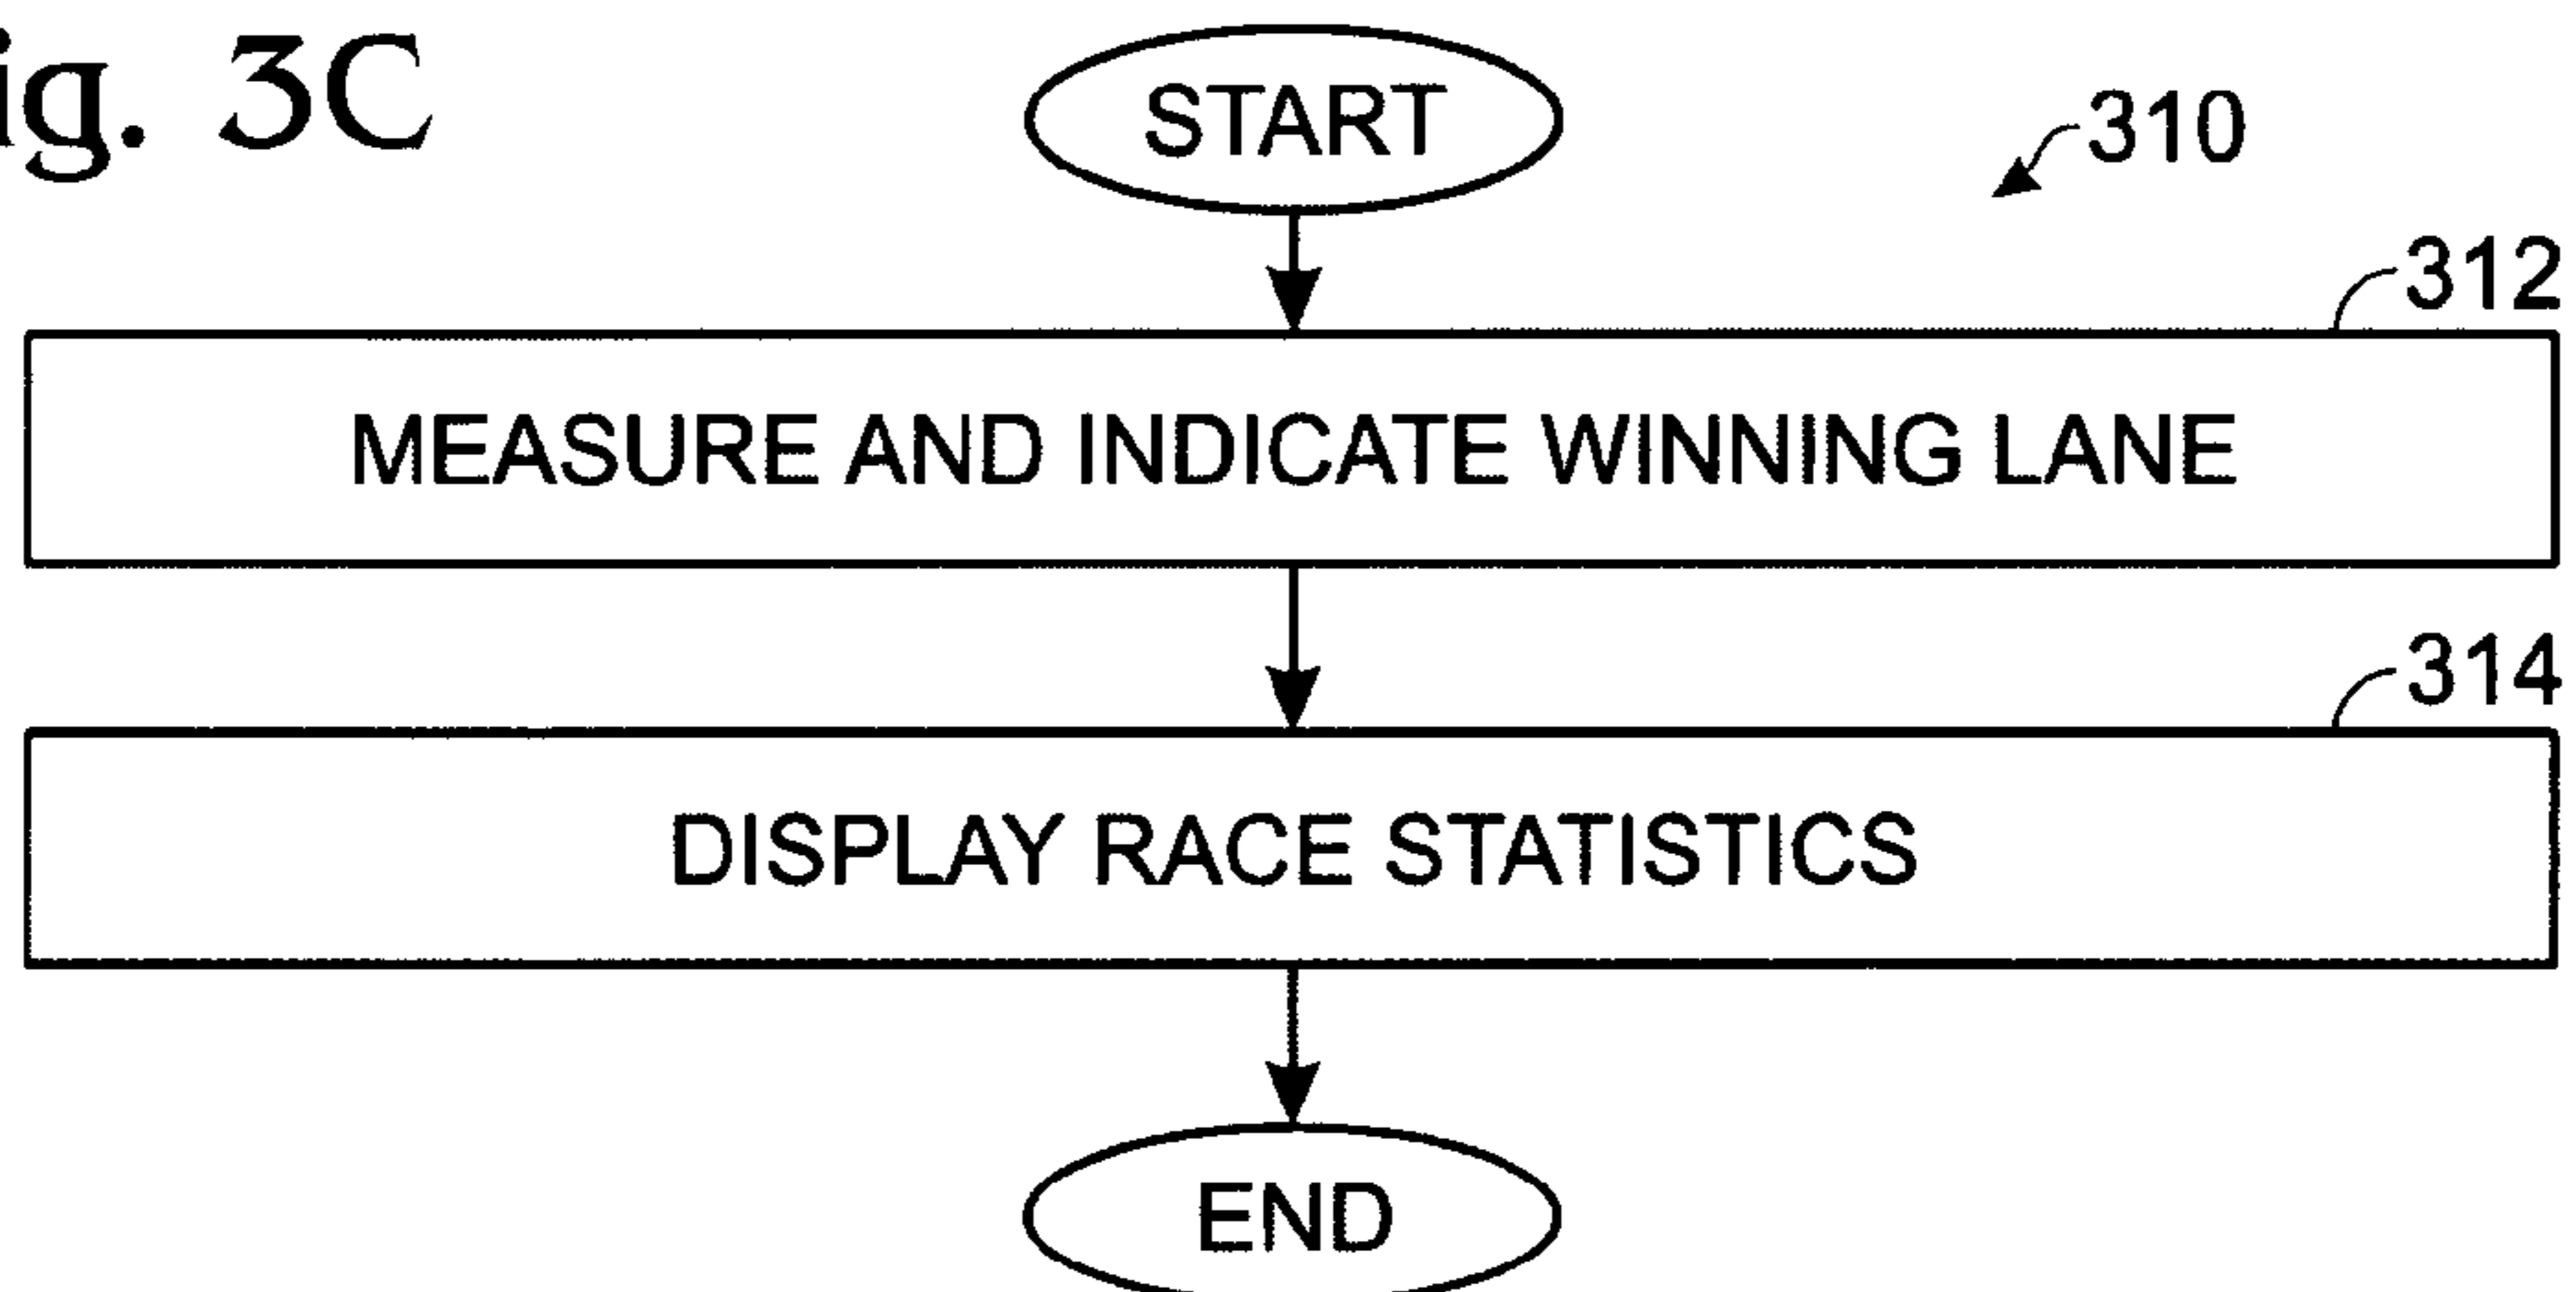 ig. 3C
START
310
312
MEASURE AND INDICATE WINNING LANE
314
DISPLAY RACE STATISTICS
END